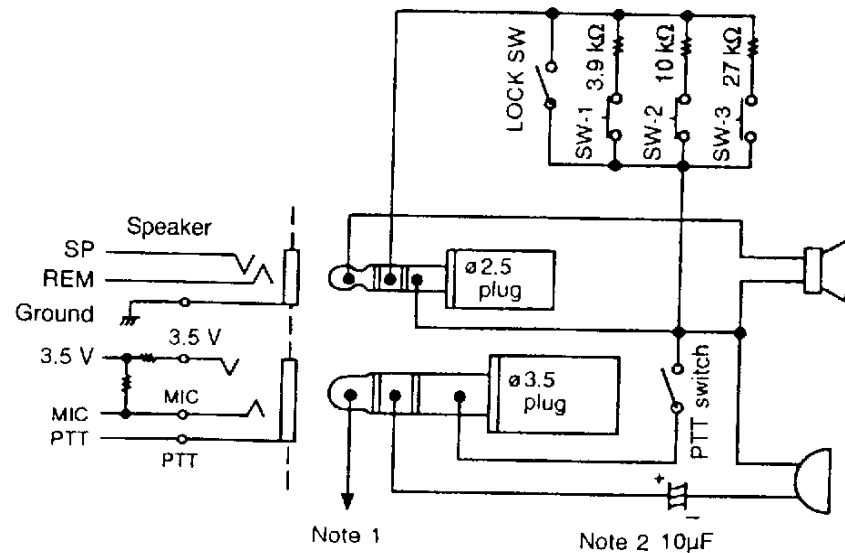 LOCK SW
3.9 kΩ
10 kΩ
27 kΩ
SW-1
SW-2
SW-3
Speaker
SP
REM
Ground
ø2.5
plug
3.5 V
3.5 V
MIC
MIC
PTT
PTT
ø3.5
plug
PTT switch
+
−
Note 1
Note 2 10µF